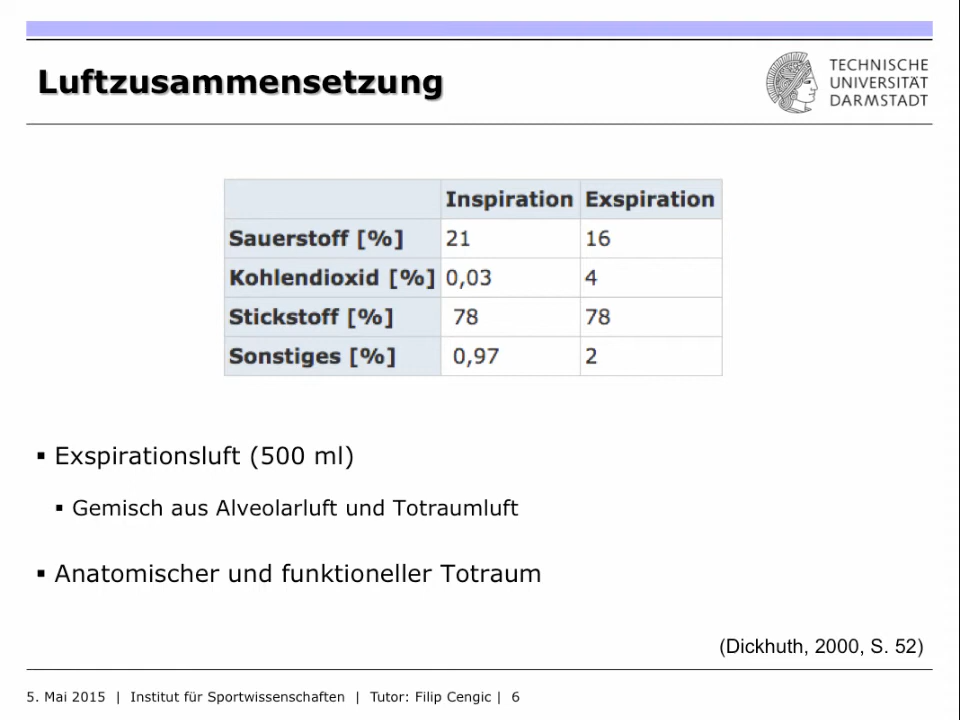 Luftzusammensetzung
TECHNISCHE
UNIVERSITÄT
DARMSTADT
Inspiration Exspiration
Sauerstoff [%] 21 16
Kohlendioxid [%] 0,03 4
Stickstoff [%] 78 78
Sonstiges [%] 0,97 2
▪ Exspirationsluft (500 ml)
▪ Gemisch aus Alveolarluft und Totraumluft
▪ Anatomischer und funktioneller Totraum
(Dickhuth, 2000, S. 52)
5. Mai 2015 | Institut für Sportwissenschaften | Tutor: Filip Cengic | 6